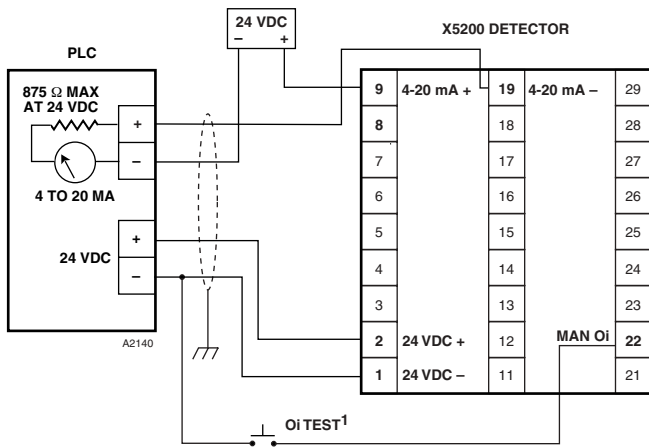 24 VDC
– +
PLC
875 Ω MAX
AT 24 VDC
+
–
4 TO 20 MA
24 VDC
+
–
A2140
X5200 DETECTOR
9 4-20 mA + 19 4-20 mA – 29
8 18 28
7 17 27
6 16 26
5 15 25
4 14 24
3 13 23
2 24 VDC + 12 MAN Oi 22
1 24 VDC – 11 21
Oi TEST¹